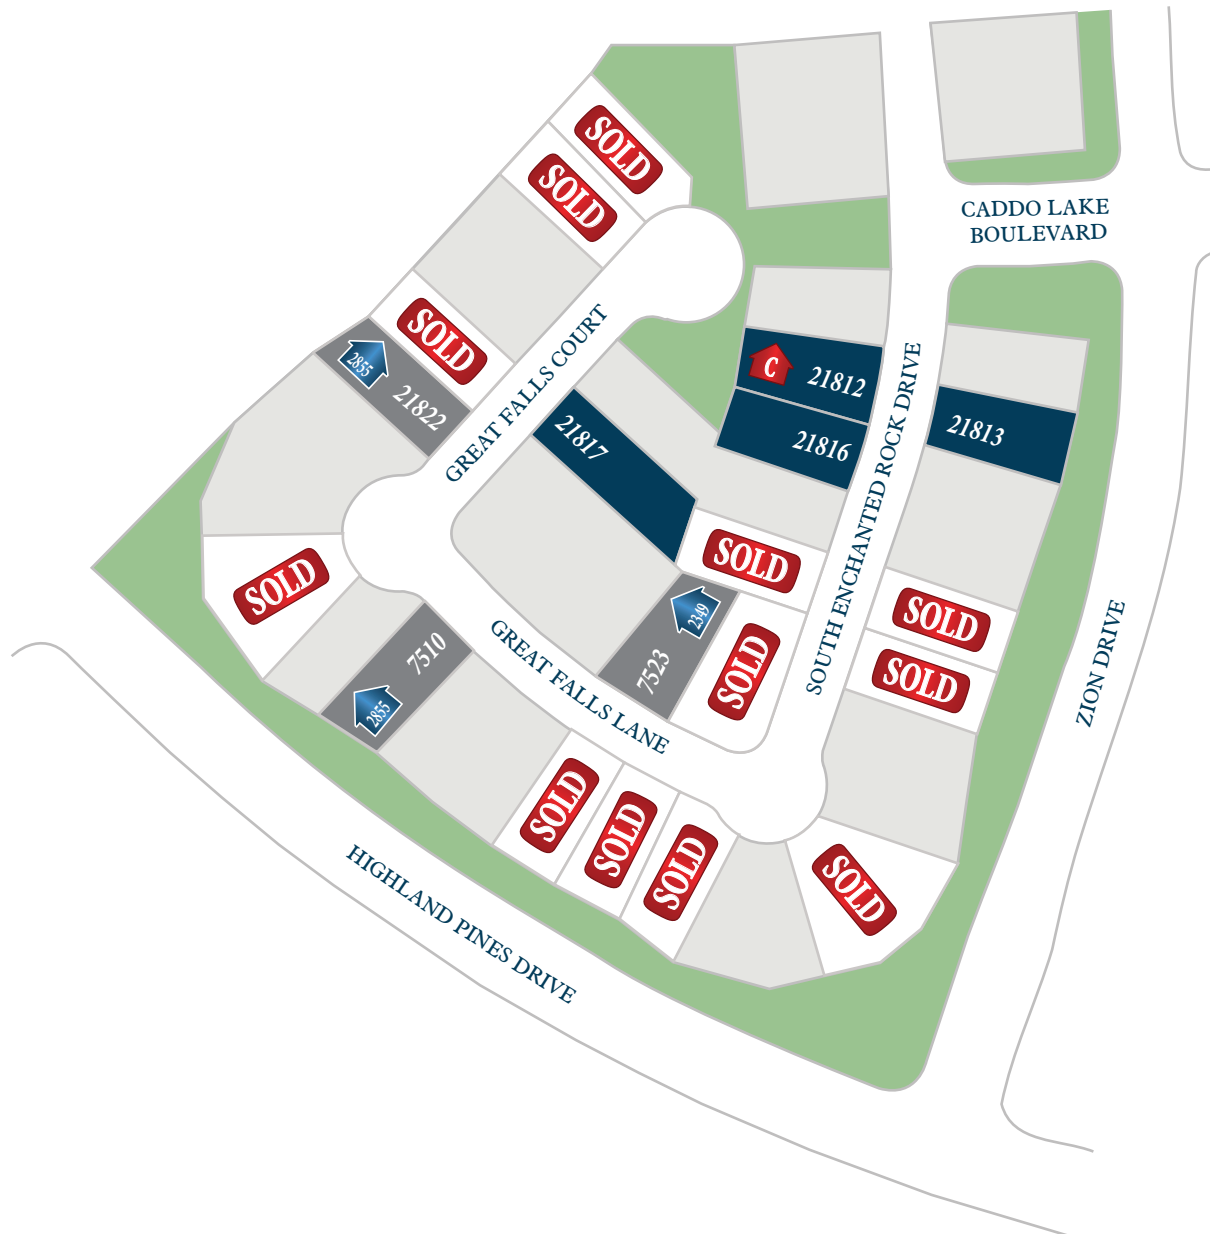 SOLD
SOLD
CADDO LAKE
BOULEVARD
SOLD
2855
21822
GREAT FALLS COURT
C
21812
21816
21813
21817
SOUTH ENCHANTED ROCK DRIVE
SOLD
SOLD
2349
7523
SOLD
SOLD
SOLD
ZION DRIVE
7510
2855
GREAT FALLS LANE
SOLD
SOLD
SOLD
SOLD
HIGHLAND PINES DRIVE